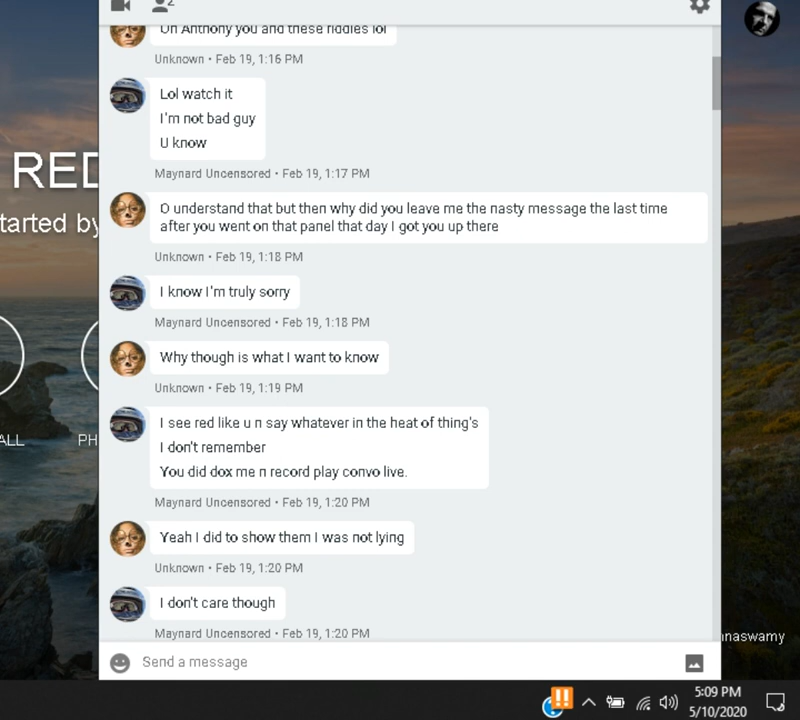 2
Oh Anthony you and these riddles lol
Unknown • Feb 19, 1:16 PM
Lol watch it
I'm not bad guy
U know
Maynard Uncensored • Feb 19, 1:17 PM
RED
O understand that but then why did you leave me the nasty message the last time
tarted by
after you went on that panel that day I got you up there
Unknown • Feb 19, 1:18 PM
I know I'm truly sorry
Maynard Uncensored • Feb 19, 1:18 PM
Why though is what I want to know
Unknown • Feb 19, 1:19 PM
I see red like u n say whatever in the heat of thing's
ALL
PH
I don't remember
You did dox me n record play convo live.
Maynard Uncensored • Feb 19, 1:20 PM
Yeah I did to show them I was not lying
Unknown • Feb 19, 1:20 PM
I don't care though
Maynard Uncensored • Feb 19, 1:20 PM
nnaswamy
Send a message
5:09 PM
5/10/2020